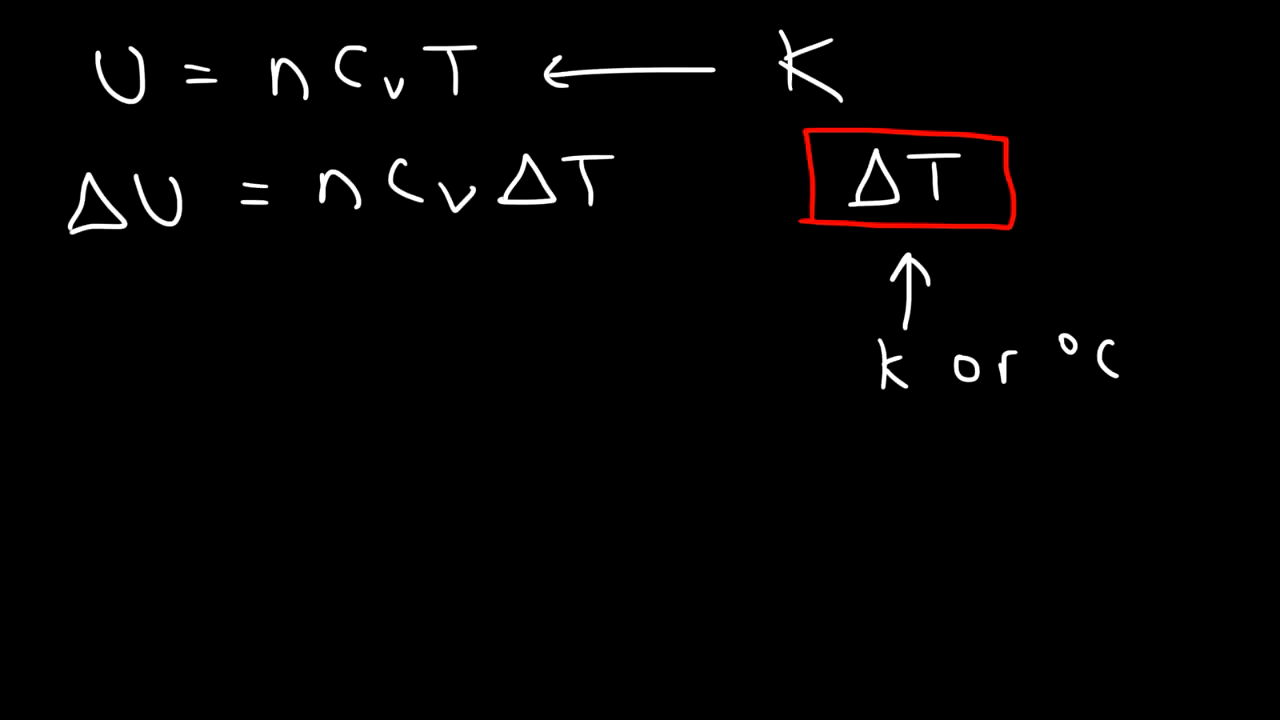 U = nCᵥT ← K
ΔU = nCᵥΔT
ΔT
↑
K or °C